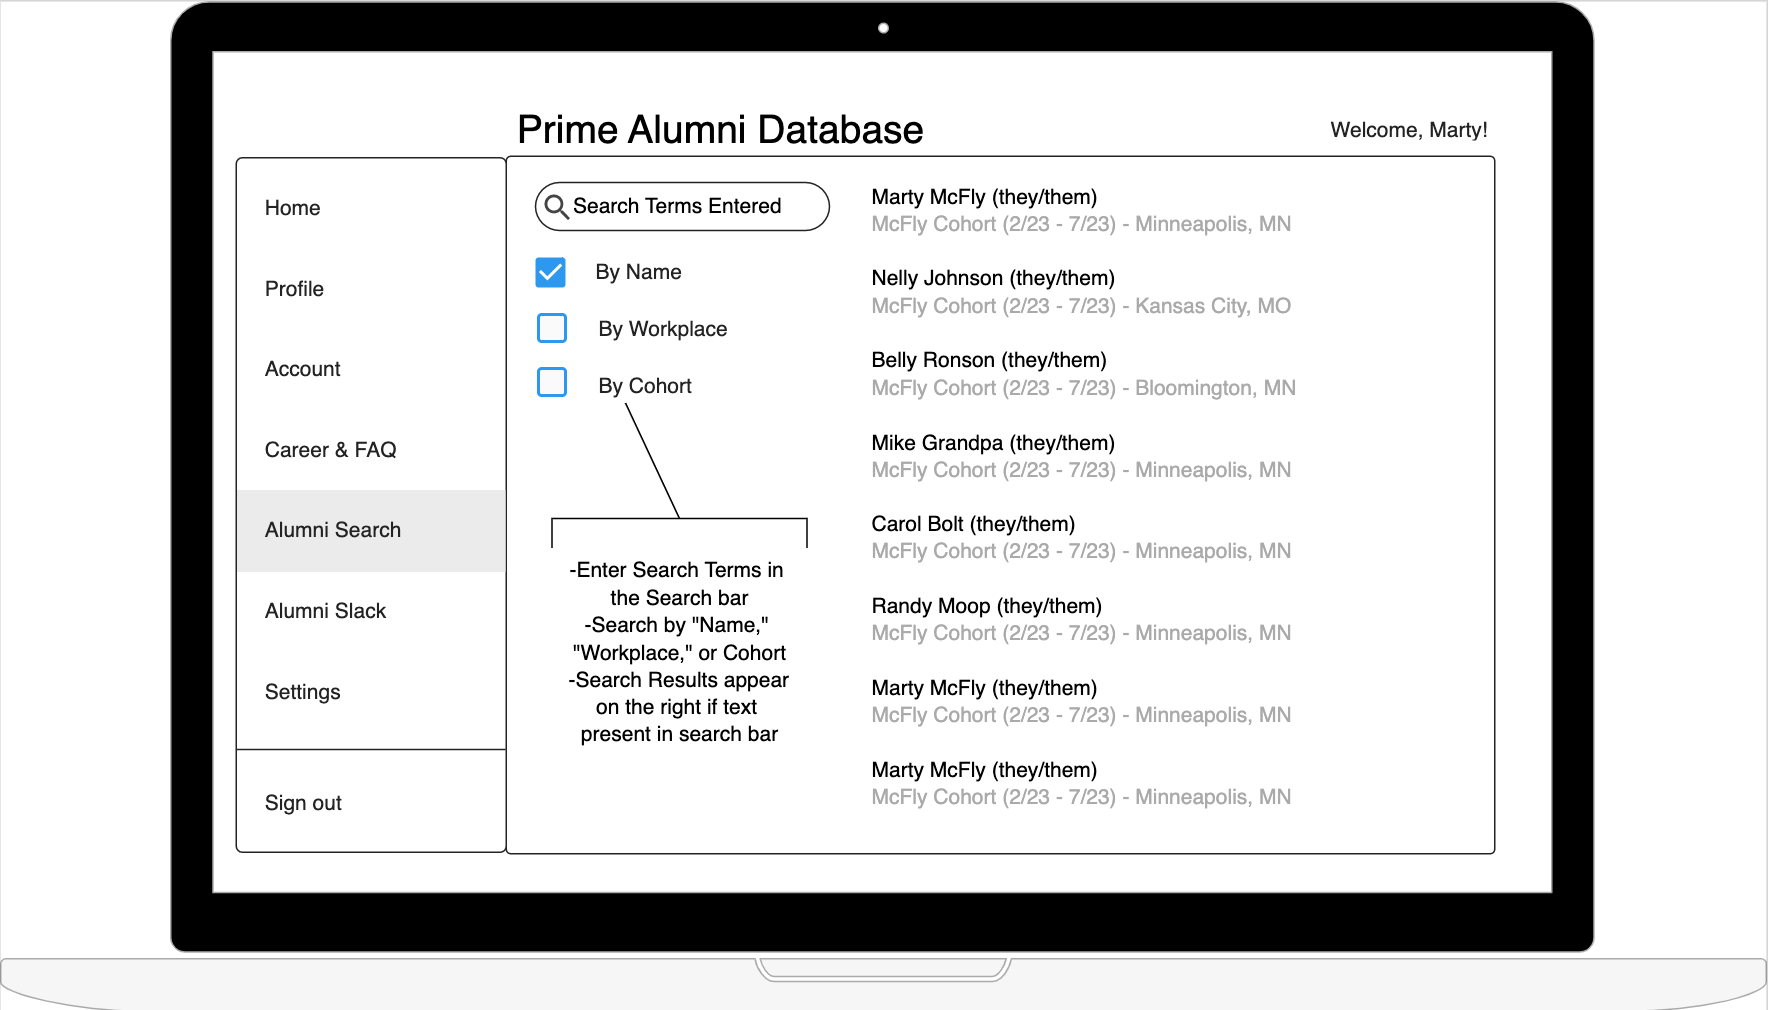 Prime Alumni Database
Welcome, Marty!
Home
Profile
Account
Career & FAQ
Alumni Search
Alumni Slack
Settings
Sign out
Search Terms Entered
By Name
By Workplace
By Cohort
-Enter Search Terms in
the Search bar
-Search by "Name,"
"Workplace," or Cohort
-Search Results appear
on the right if text
present in search bar
Marty McFly (they/them)
McFly Cohort (2/23 - 7/23) - Minneapolis, MN
Nelly Johnson (they/them)
McFly Cohort (2/23 - 7/23) - Kansas City, MO
Belly Ronson (they/them)
McFly Cohort (2/23 - 7/23) - Bloomington, MN
Mike Grandpa (they/them)
McFly Cohort (2/23 - 7/23) - Minneapolis, MN
Carol Bolt (they/them)
McFly Cohort (2/23 - 7/23) - Minneapolis, MN
Randy Moop (they/them)
McFly Cohort (2/23 - 7/23) - Minneapolis, MN
Marty McFly (they/them)
McFly Cohort (2/23 - 7/23) - Minneapolis, MN
Marty McFly (they/them)
McFly Cohort (2/23 - 7/23) - Minneapolis, MN